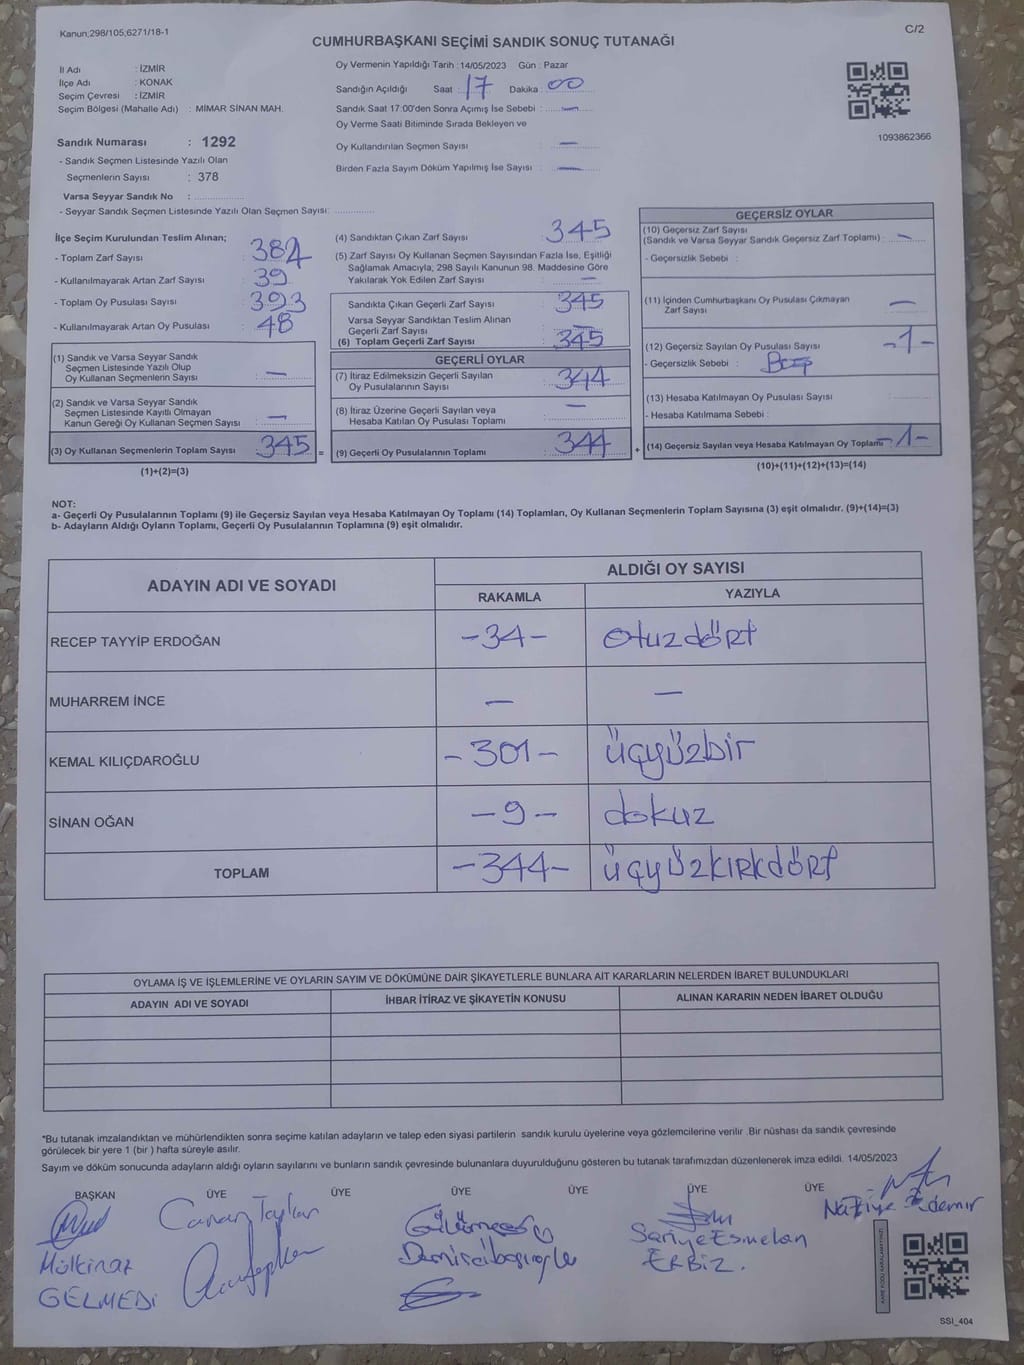 Kanun;298/105;6271/18-1
C/2
CUMHURBAŞKANI SEÇİMİ SANDIK SONUÇ TUTANAĞI
İl Adı : İZMİR
İlçe Adı : KONAK
Seçim Çevresi : İZMİR
Seçim Bölgesi (Mahalle Adı) : MİMAR SİNAN MAH.
Sandık Numarası : 1292
- Sandık Seçmen Listesinde Yazılı Olan
Seçmenlerin Sayısı : 378
Varsa Seyyar Sandık No :
- Seyyar Sandık Seçmen Listesinde Yazılı Olan Seçmen Sayısı:
Oy Vermenin Yapıldığı Tarih :14/05/2023 Gün : Pazar
Sandığın Açıldığı Saat : 17 Dakika : 00
Sandık Saat 17:00'den Sonra Açımış İse Sebebi : —
Oy Verme Saati Bitiminde Sırada Bekleyen ve
Oy Kullandırılan Seçmen Sayısı —
Birden Fazla Sayım Döküm Yapılmış İse Sayısı : —
1093862366
İlçe Seçim Kurulundan Teslim Alınan;
- Toplam Zarf Sayısı : 384
- Kullanılmayarak Artan Zarf Sayısı : 39
- Toplam Oy Pusulası Sayısı : 393
- Kullanılmayarak Artan Oy Pusulası : 48
(1) Sandık ve Varsa Seyyar Sandık
Seçmen Listesinde Yazılı Olup
Oy Kullanan Seçmenlerin Sayısı : —
(2) Sandık ve Varsa Seyyar Sandık
Seçmen Listesinde Kayıtlı Olmayan
Kanun Gereği Oy Kullanan Seçmen Sayısı : —
(3) Oy Kullanan Seçmenlerin Toplam Sayısı : 345 =
(1)+(2)=(3)
(4) Sandıktan Çıkan Zarf Sayısı : 345
(5) Zarf Sayısı Oy Kullanan Seçmen Sayısından Fazla İse, Eşitliği
Sağlamak Amacıyla, 298 Sayılı Kanunun 98. Maddesine Göre
Yakılarak Yok Edilen Zarf Sayısı : —
Sandıkta Çıkan Geçerli Zarf Sayısı : 345
Varsa Seyyar Sandıktan Teslim Alınan
Geçerli Zarf Sayısı : —
(6) Toplam Geçerli Zarf Sayısı : 345
GEÇERLİ OYLAR
(7) İtiraz Edilmeksizin Geçerli Sayılan
Oy Pusulalarının Sayısı : 344
(8) İtiraz Üzerine Geçerli Sayılan veya
Hesaba Katılan Oy Pusulası Toplamı : —
(9) Geçerli Oy Pusulalarının Toplamı : 344 +
GEÇERSİZ OYLAR
(10) Geçersiz Zarf Sayısı
(Sandık ve Varsa Seyyar Sandık Geçersiz Zarf Toplamı) : —
- Geçersizlik Sebebi :
(11) İçinden Cumhurbaşkanı Oy Pusulası Çıkmayan
Zarf Sayısı : —
(12) Geçersiz Sayılan Oy Pusulası Sayısı : -1-
- Geçersizlik Sebebi :
(13) Hesaba Katılmayan Oy Pusulası Sayısı :
- Hesaba Katılmama Sebebi :
(14) Geçersiz Sayılan veya Hesaba Katılmayan Oy Toplamı -1-
(10)+(11)+(12)+(13)=(14)
NOT:
a- Geçerli Oy Pusulalarının Toplamı (9) ile Geçersiz Sayılan veya Hesaba Katılmayan Oy Toplamı (14) Toplamları, Oy Kullanan Seçmenlerin Toplam Sayısına (3) eşit olmalıdır. (9)+(14)=(3)
b- Adayların Aldığı Oyların Toplamı, Geçerli Oy Pusulalarının Toplamına (9) eşit olmalıdır.
ADAYIN ADI VE SOYADI ALDIĞI OY SAYISI
RAKAMLA YAZIYLA
RECEP TAYYİP ERDOĞAN -34- otuzdört
MUHARREM İNCE — —
KEMAL KILIÇDAROĞLU -301- üçyüzbir
SİNAN OĞAN -9- dokuz
TOPLAM -344- üçyüzkırkdört
OYLAMA İŞ VE İŞLEMLERİNE VE OYLARIN SAYIM VE DÖKÜMÜNE DAİR ŞİKAYETLERLE BUNLARA AİT KARARLARIN NELERDEN İBARET BULUNDUKLARI
ADAYIN ADI VE SOYADI İHBAR İTİRAZ VE ŞİKAYETİN KONUSU ALINAN KARARIN NEDEN İBARET OLDUĞU
*Bu tutanak imzalandıktan ve mühürlendikten sonra seçime katılan adayların ve talep eden siyasi partilerin sandık kurulu üyelerine veya gözlemcilerine verilir .Bir nüshası da sandık çevresinde
görülecek bir yere 1 (bir ) hafta süreyle asılır.
Sayım ve döküm sonucunda adayların aldığı oyların sayılarını ve bunların sandık çevresinde bulunanlara duyurulduğunu gösteren bu tutanak tarafımızdan düzenlenerek imza edildi. 14/05/2023
BAŞKAN ÜYE ÜYE ÜYE ÜYE ÜYE ÜYE
Mülkinaz
GELMEDİ
Canan
Sariye Esmelan
ERBİZ.
KARE KODU KARALAMAYINIZ!
SSI_404